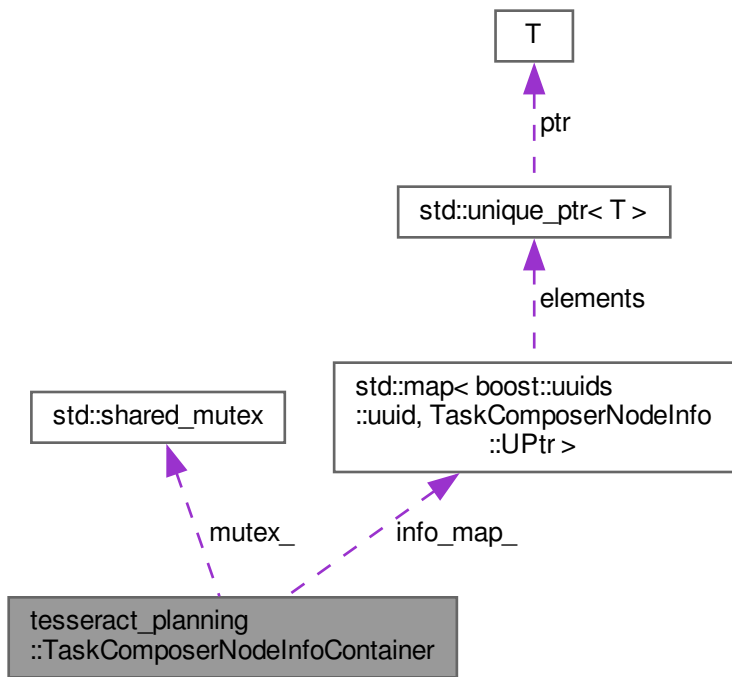 T
ptr
std::unique_ptr< T >
elements
std::map< boost::uuids
::uuid, TaskComposerNodeInfo
::UPtr >
std::shared_mutex
mutex_
info_map_
tesseract_planning
::TaskComposerNodeInfoContainer